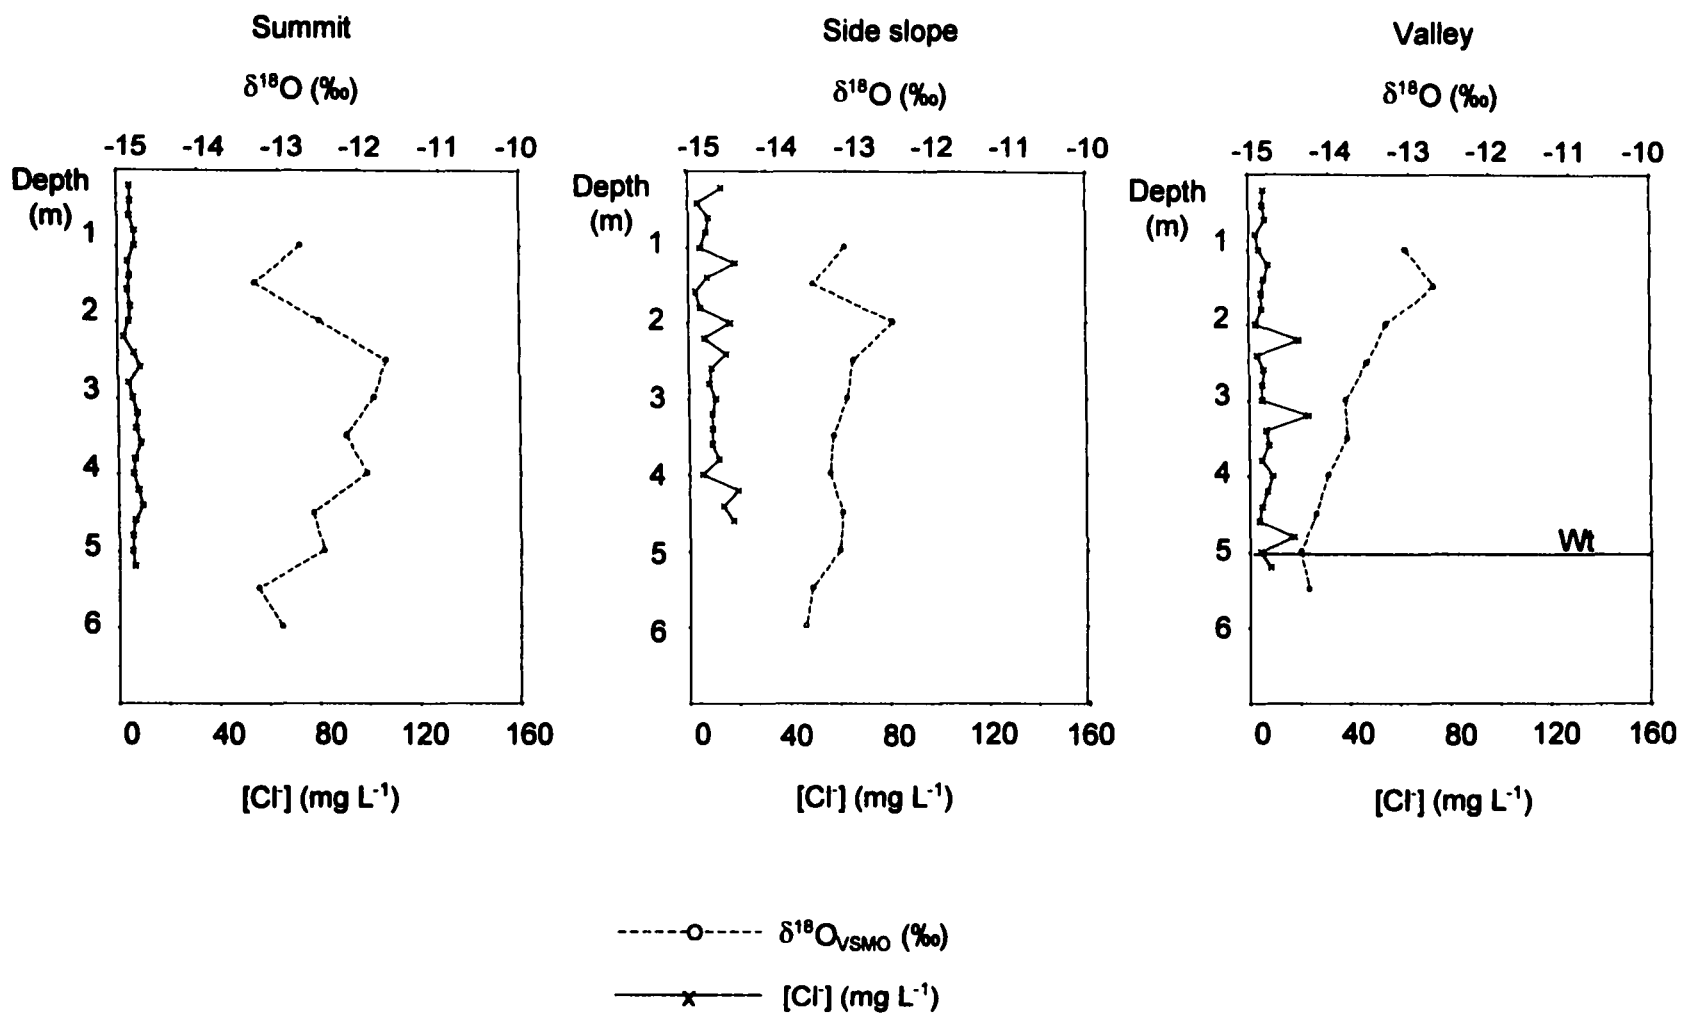 Summit Side slope Valley
δ¹⁸O (‰) δ¹⁸O (‰) δ¹⁸O (‰)
-15 -14 -13 -12 -11 -10 -15 -14 -13 -12 -11 -10 -15 -14 -13 -12 -11 -10
Depth (m) Depth (m) Depth (m)
1 1 1
2 2 2
3 3 3
4 4 4
5 5 5 Wt
6 6 6
0 40 80 120 160 0 40 80 120 160 0 40 80 120 160
[Cl⁻] (mg L⁻¹) [Cl⁻] (mg L⁻¹) [Cl⁻] (mg L⁻¹)
δ¹⁸O_VSMO (‰)
[Cl⁻] (mg L⁻¹)